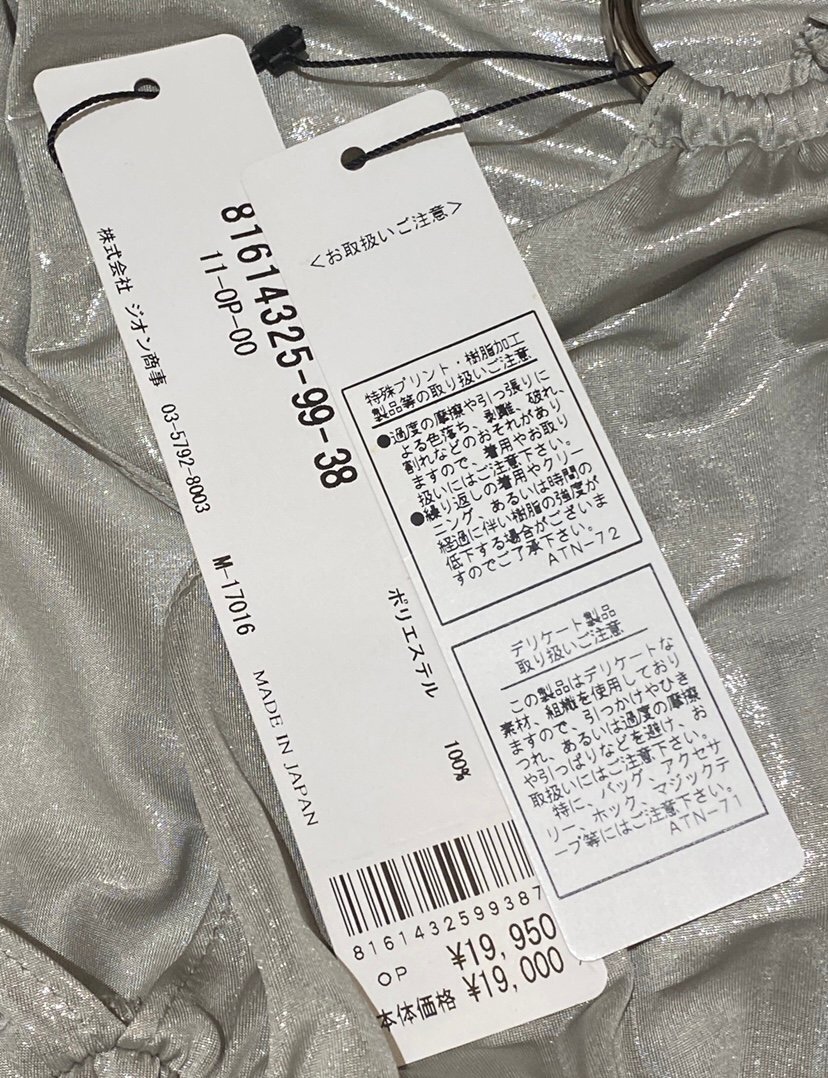 株式会社 ジオン商事 03-5792-8003
81614325-99-38
11-OP-00
M-17016 MADE IN JAPAN
ポリエステル 100%
8161432599387
OP ¥19,950
本体価格 ¥19,000
<お取扱いご注意>
特殊プリント・樹脂加工
製品等の取り扱いご注意
●過度の摩擦や引っ張りに
よる色落ち、剥離、破れ、
割れなどのおそれがあり
ますので、着用やお取り
扱いにはご注意下さい。
●繰り返しの着用やクリー
ニング、あるいは時間の
経過に伴い樹脂の強度が
低下する場合がございま
すのでご了承下さい。
ATN-72
デリケート製品
取り扱いご注意
この製品はデリケートな
素材、組織を使用しており
ますので、引つかけやひき
つれ、あるいは過度の摩擦
や引っぱりなどを避け、お
取扱いにはご注意下さい。
特に、バッグ、アクセサ
リー、ホック、マジックテ
ープ等にはご注意下さい。
ATN-71